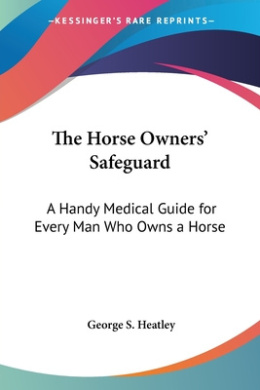 KESSINGER'S RARE REPRINTS
The Horse Owners'
Safeguard
A Handy Medical Guide for
Every Man Who Owns a Horse
George S. Heatley